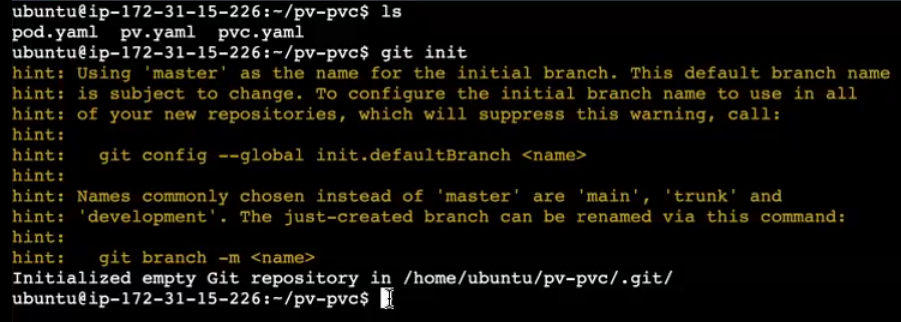 ubuntu@ip-172-31-15-226:~/pv-pvc$ ls
pod.yaml  pv.yaml  pvc.yaml
ubuntu@ip-172-31-15-226:~/pv-pvc$ git init
hint: Using 'master' as the name for the initial branch. This default branch name
hint: is subject to change. To configure the initial branch name to use in all
hint: of your new repositories, which will suppress this warning, call:
hint:
hint:   git config --global init.defaultBranch <name>
hint:
hint: Names commonly chosen instead of 'master' are 'main', 'trunk' and
hint: 'development'. The just-created branch can be renamed via this command:
hint:
hint:   git branch -m <name>
Initialized empty Git repository in /home/ubuntu/pv-pvc/.git/
ubuntu@ip-172-31-15-226:~/pv-pvc$